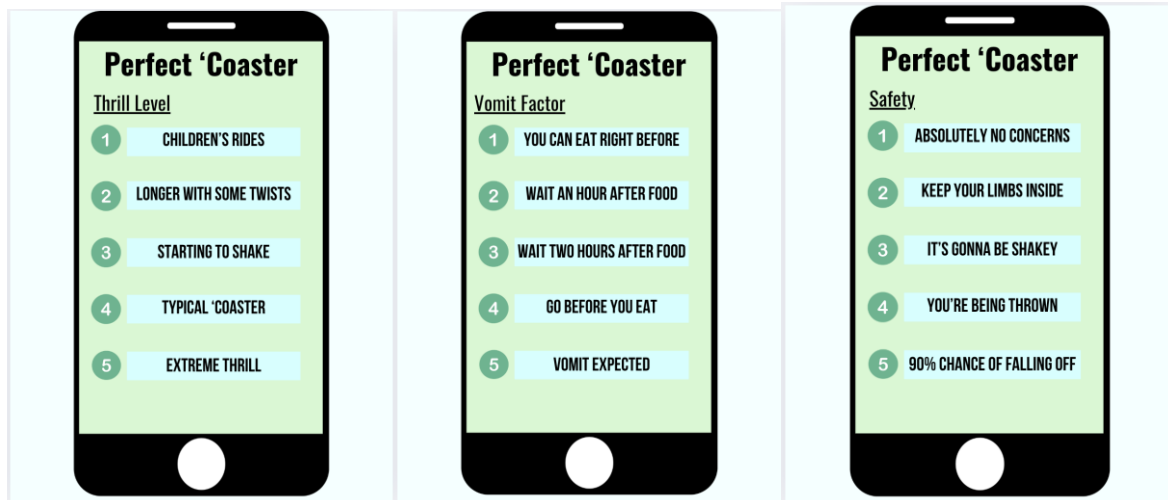 Perfect ‘Coaster
Thrill Level
1 CHILDREN’S RIDES
2 LONGER WITH SOME TWISTS
3 STARTING TO SHAKE
4 TYPICAL ‘COASTER
5 EXTREME THRILL
Perfect ‘Coaster
Vomit Factor
1 YOU CAN EAT RIGHT BEFORE
2 WAIT AN HOUR AFTER FOOD
3 WAIT TWO HOURS AFTER FOOD
4 GO BEFORE YOU EAT
5 VOMIT EXPECTED
Perfect ‘Coaster
Safety
1 ABSOLUTELY NO CONCERNS
2 KEEP YOUR LIMBS INSIDE
3 IT’S GONNA BE SHAKEY
4 YOU’RE BEING THROWN
5 90% CHANCE OF FALLING OFF